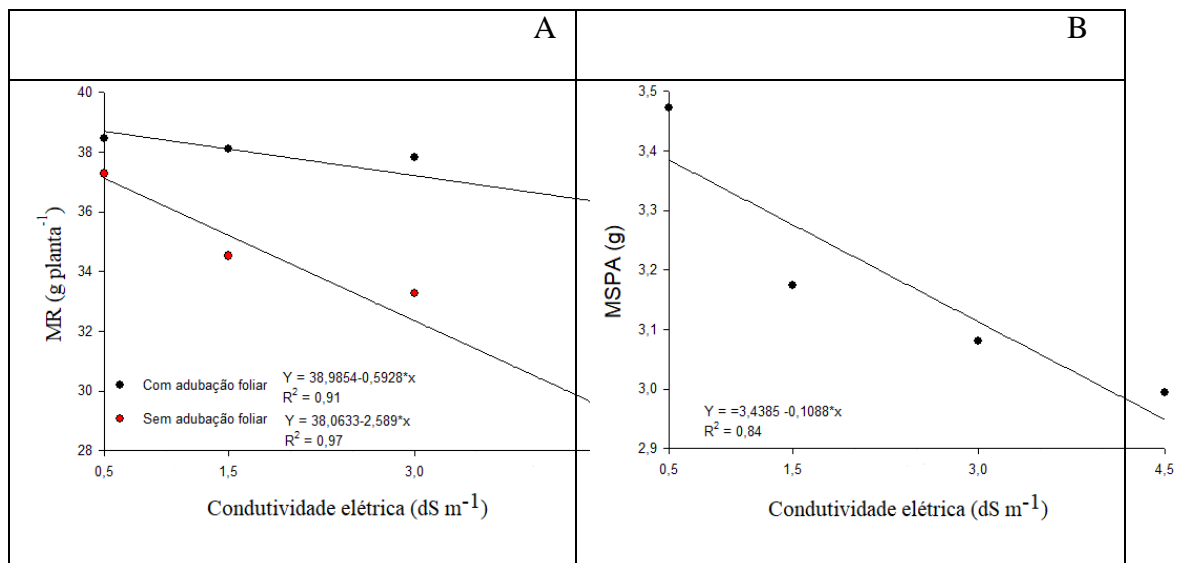 A
B
40
38
36
34
32
30
28
MR (g planta⁻¹)
Com adubação foliar Y = 38,9854-0,5928*x
R² = 0,91
Sem adubação foliar Y = 38,0633-2,589*x
R² = 0,97
0,5 1,5 3,0
Condutividade elétrica (dS m⁻¹)
3,5
3,4
3,3
3,2
3,1
3,0
2,9
MSPA (g)
Y = =3,4385 -0,1088*x
R² = 0,84
0,5 1,5 3,0 4,5
Condutividade elétrica (dS m⁻¹)